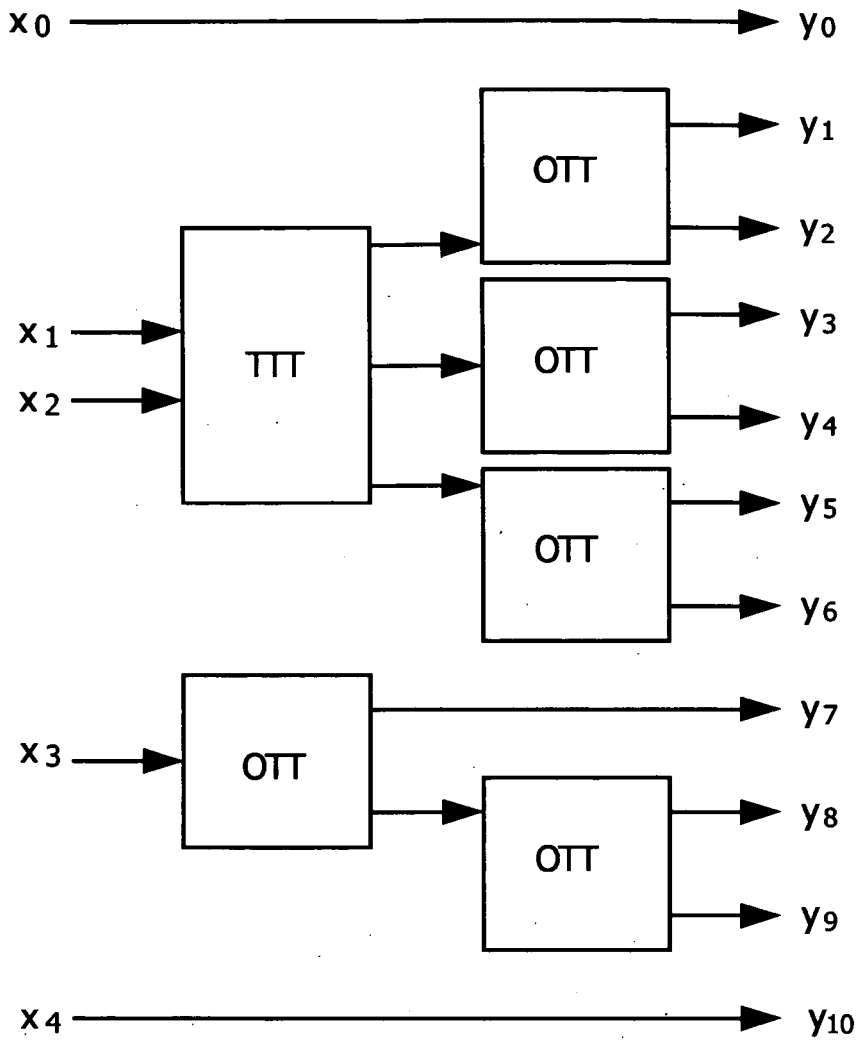 x0 y0
OTT y1
y2
x1 TTT OTT y3
x2 y4
OTT y5
y6
x3 OTT y7
OTT y8
y9
x4 y10